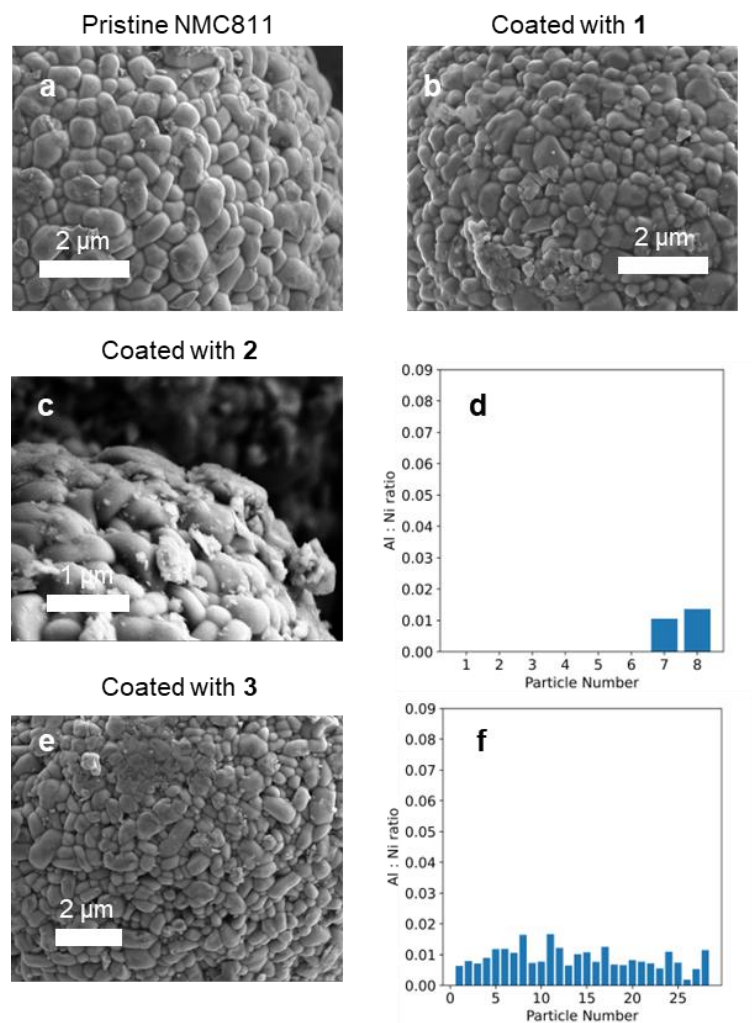 Pristine NMC811
Coated with 1
a
b
2 µm
2 µm
Coated with 2
c
1 µm
d
0.09
0.08
0.07
0.06
0.05
0.04
0.03
0.02
0.01
0.00
Al : Ni ratio
1 2 3 4 5 6 7 8
Particle Number
Coated with 3
e
2 µm
f
0.09
0.08
0.07
0.06
0.05
0.04
0.03
0.02
0.01
0.00
Al : Ni ratio
0 5 10 15 20 25
Particle Number